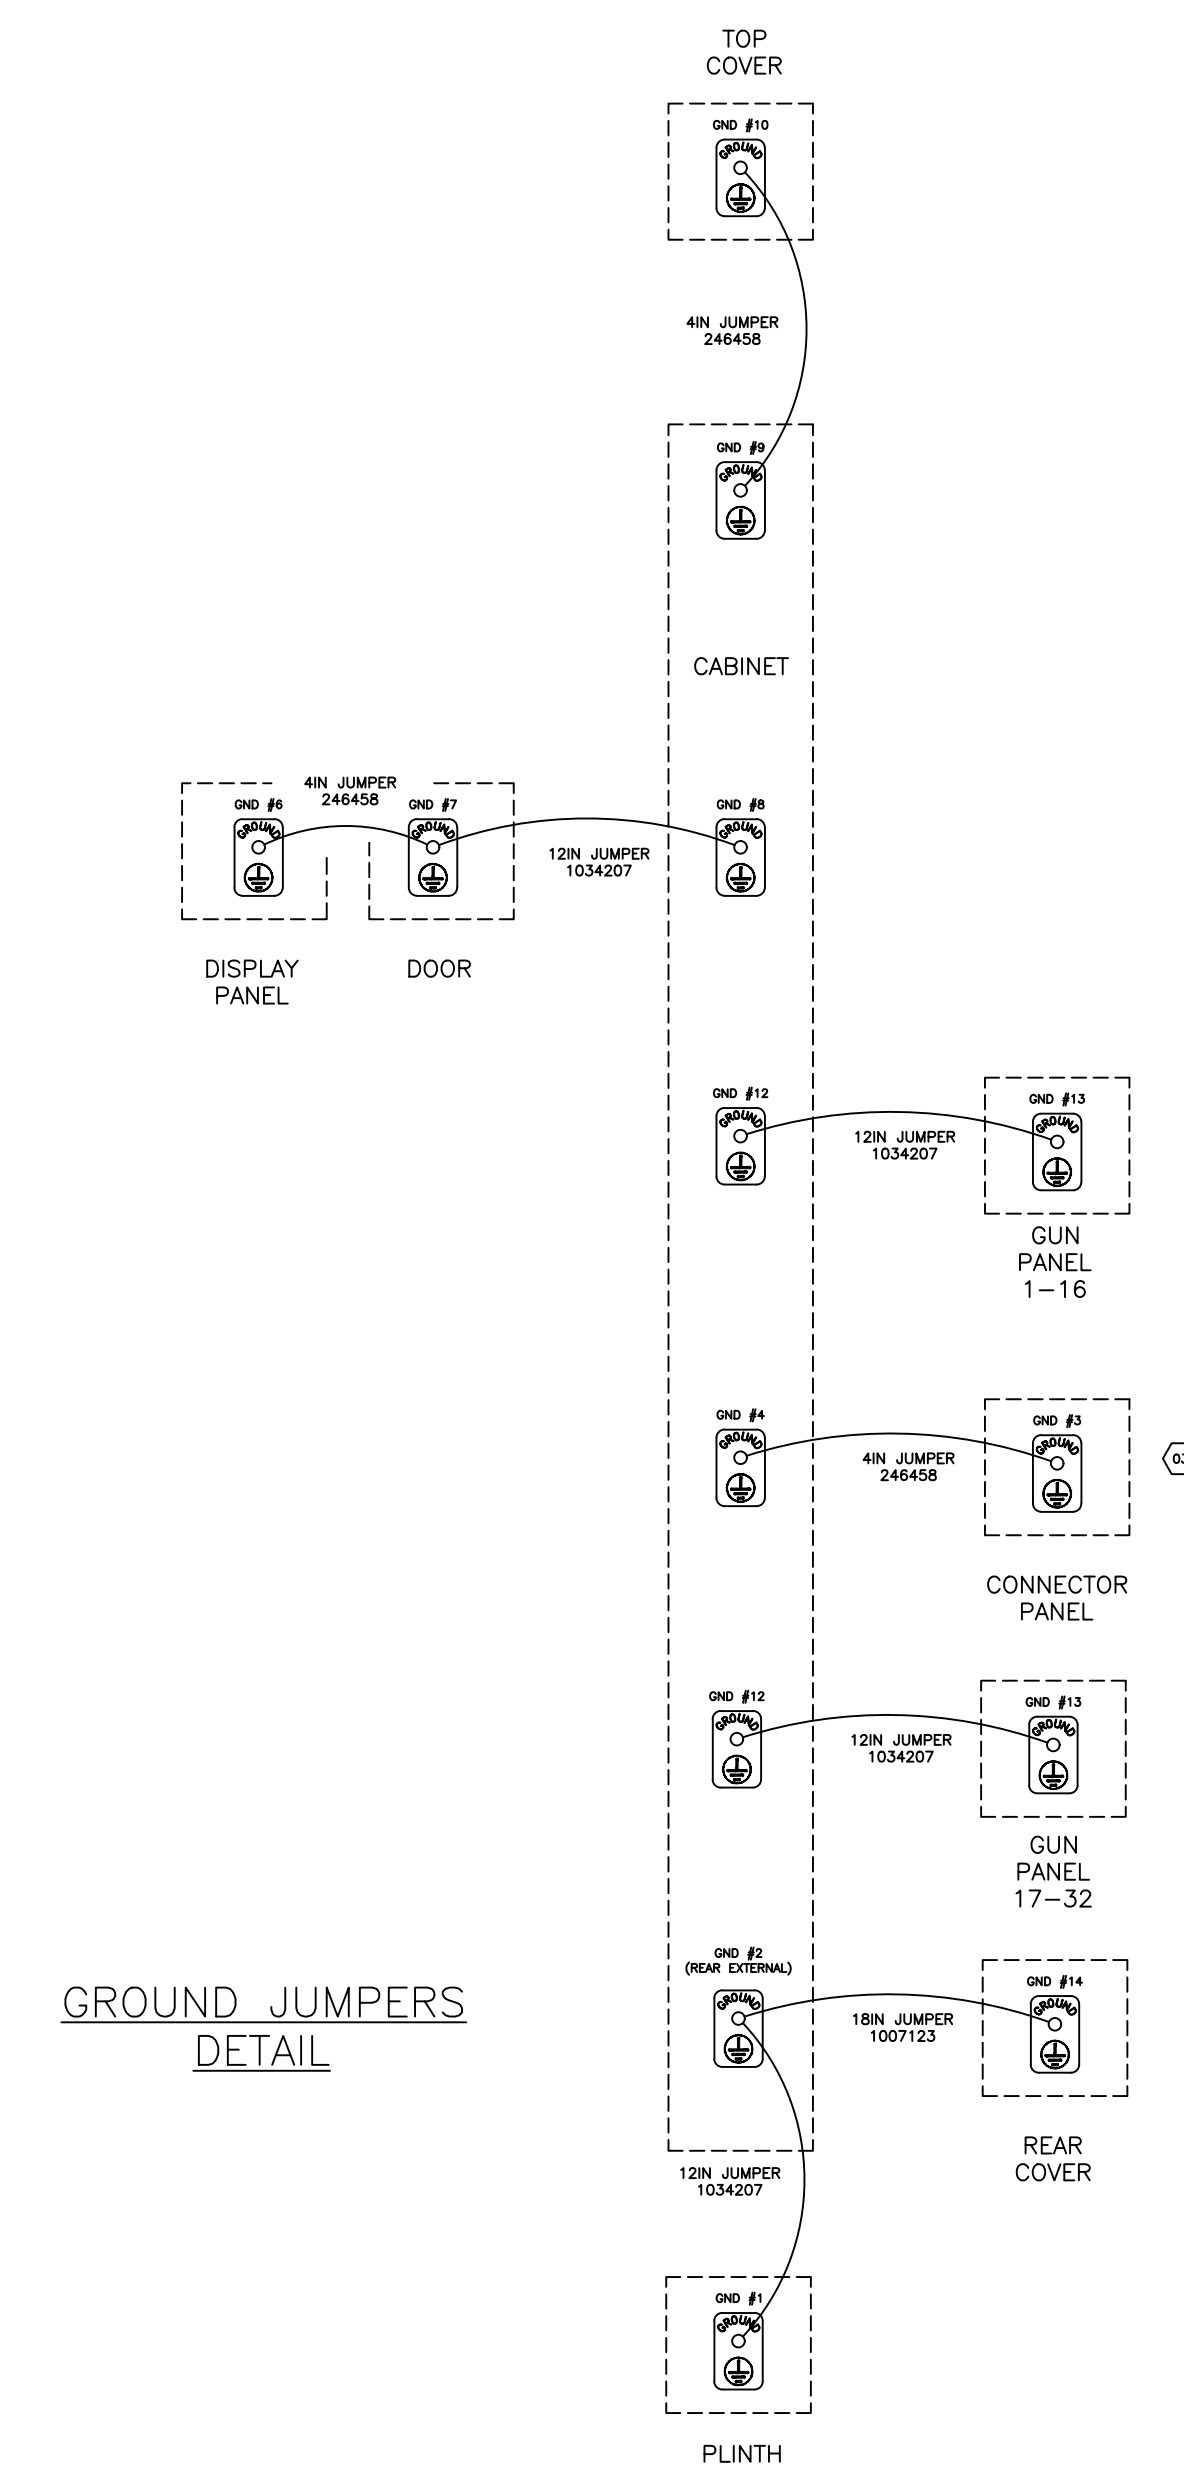 TOP
COVER
GND #10
GROUND
4IN JUMPER
246458
GND #9
GROUND
CABINET
4IN JUMPER
246458
GND #6
GROUND
GND #7
GROUND
GND #8
GROUND
12IN JUMPER
1034207
DISPLAY
PANEL
DOOR
GND #12
GROUND
GND #13
GROUND
12IN JUMPER
1034207
GUN
PANEL
1-16
GND #4
GROUND
GND #3
GROUND
4IN JUMPER
246458
CONNECTOR
PANEL
GND #12
GROUND
GND #13
GROUND
12IN JUMPER
1034207
GUN
PANEL
17-32
GND #2
(REAR EXTERNAL)
GROUND
GND #14
GROUND
18IN JUMPER
1007123
REAR
COVER
GROUND JUMPERS
DETAIL
12IN JUMPER
1034207
GND #1
GROUND
PLINTH